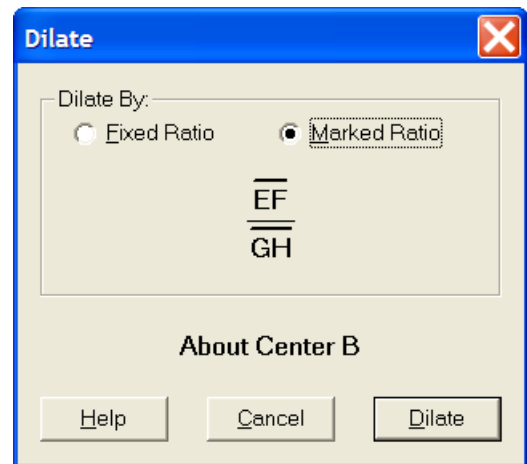 Dilate
Dilate By:
Fixed Ratio Marked Ratio
EF
GH
About Center B
Help Cancel Dilate